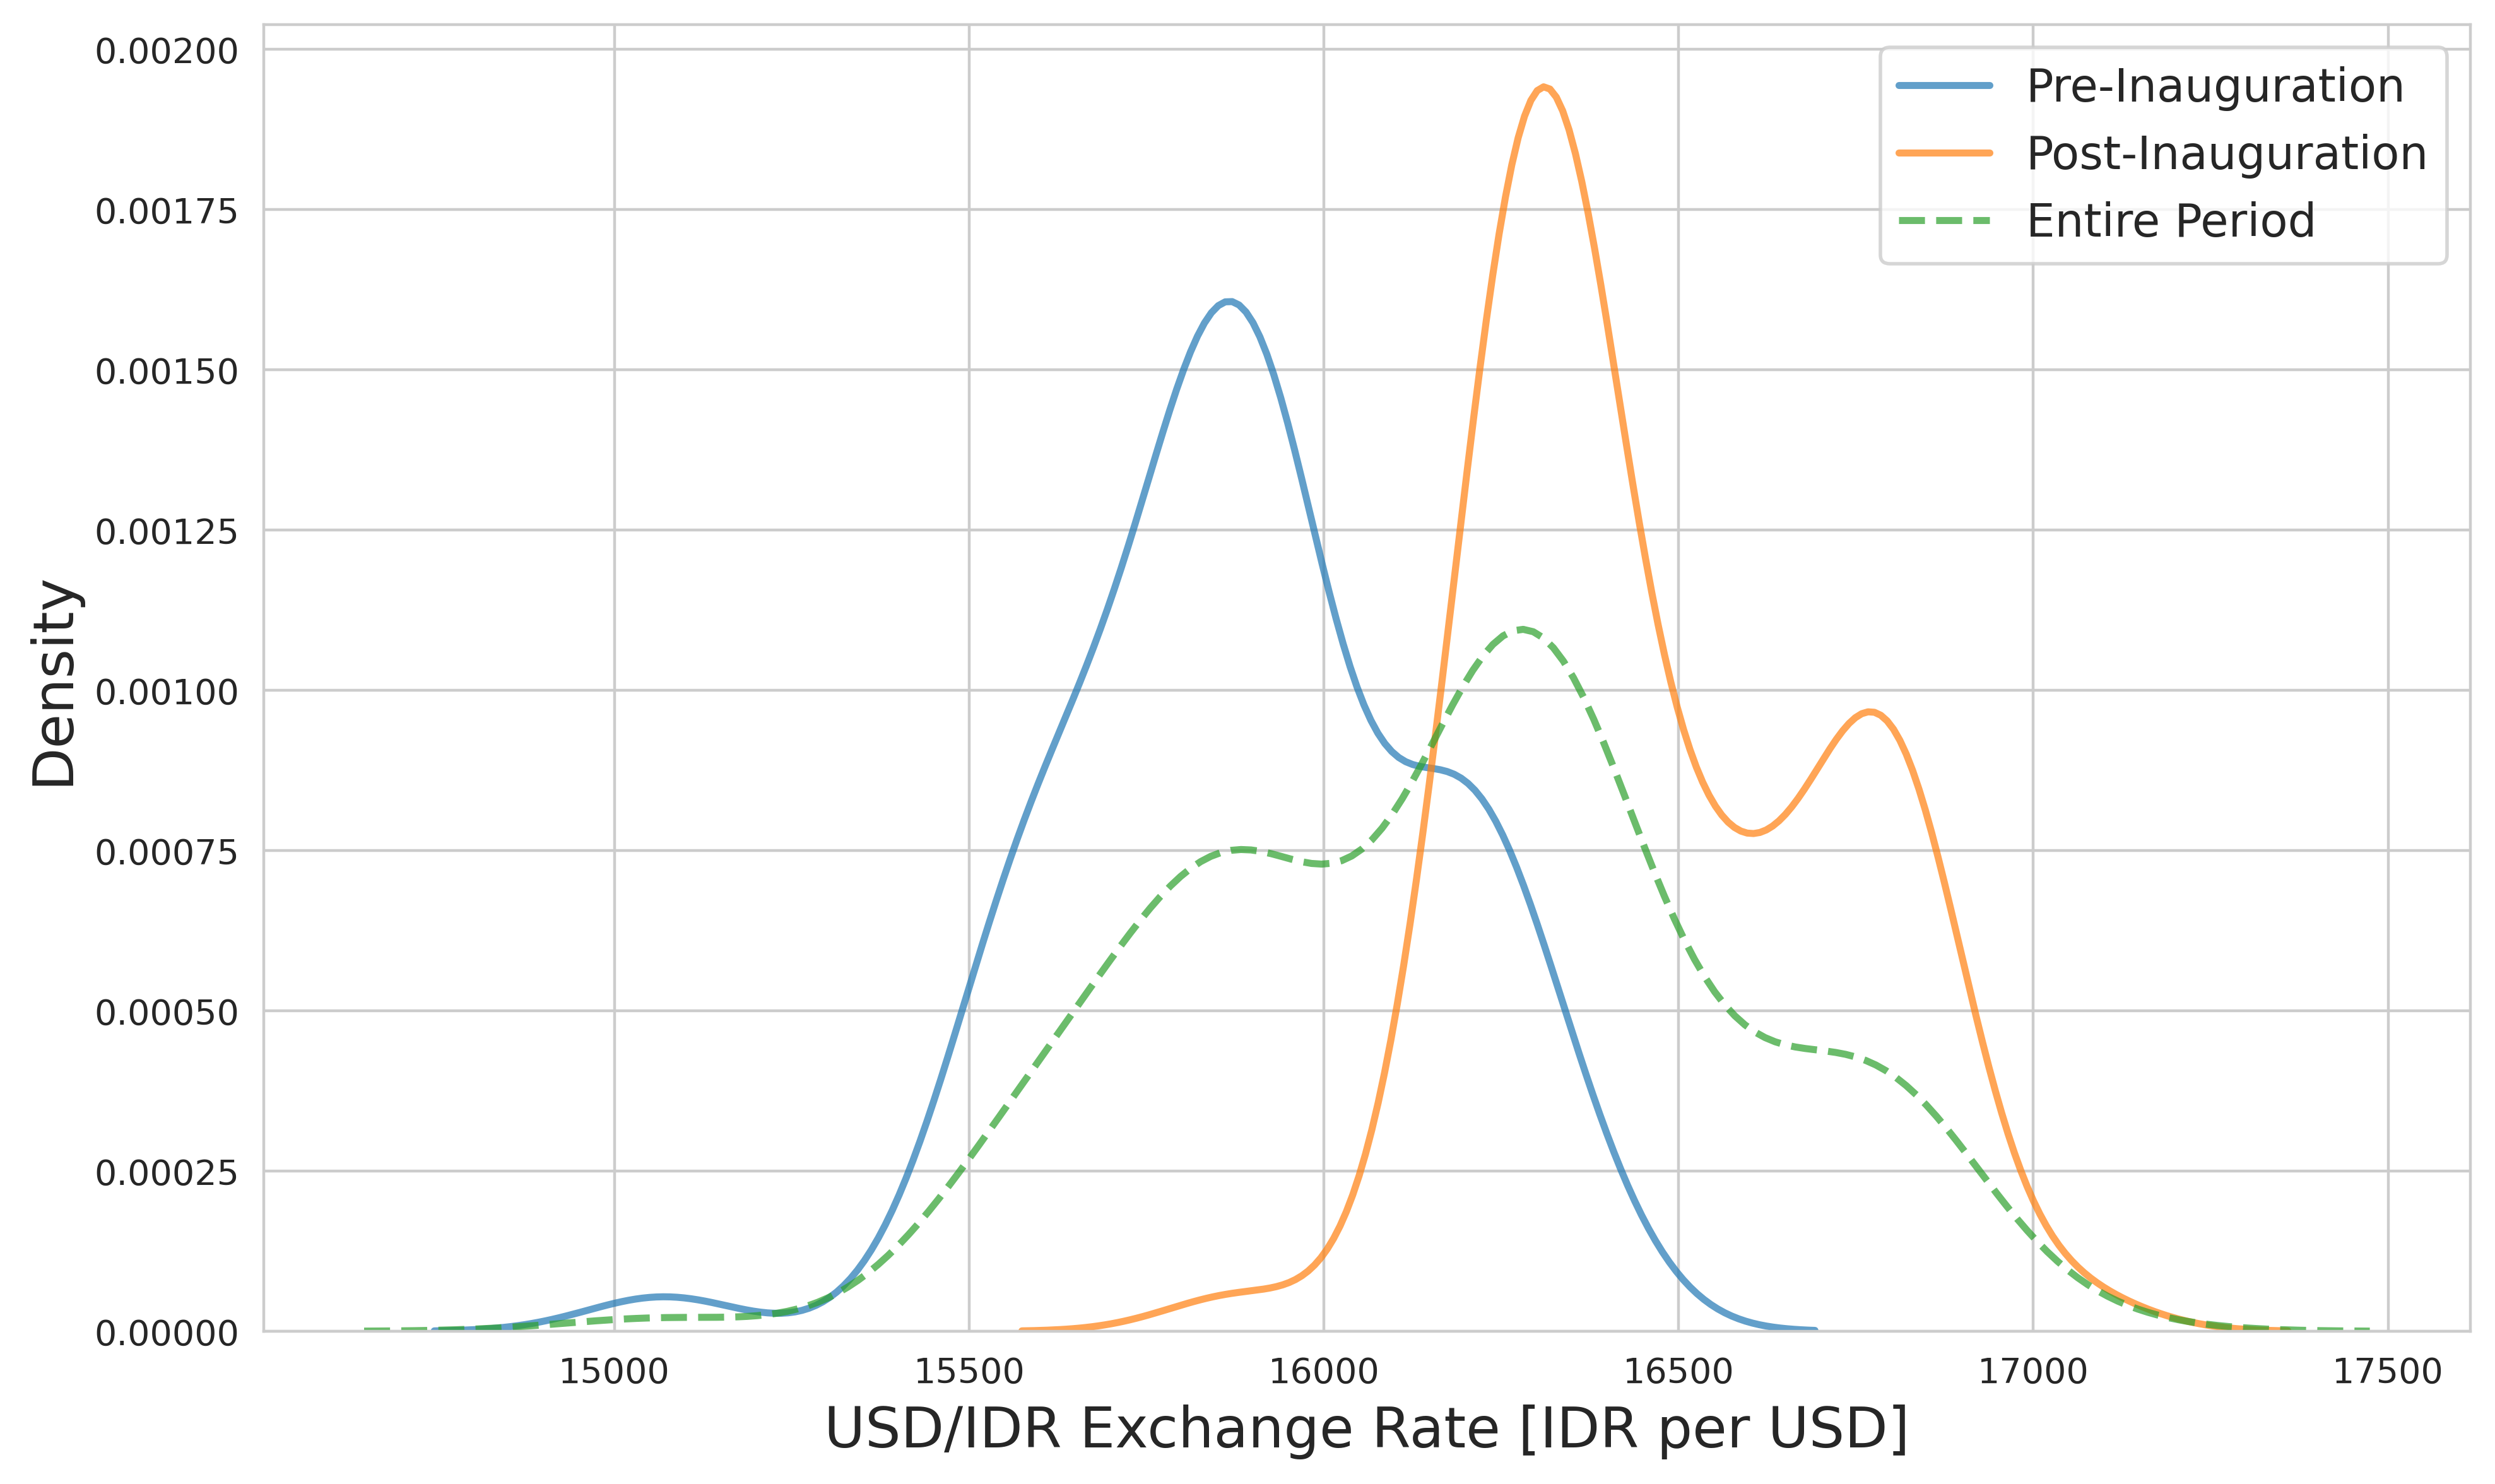 0.00200
0.00175
0.00150
0.00125
0.00100
0.00075
0.00050
0.00025
0.00000
Density
15000 15500 16000 16500 17000 17500
USD/IDR Exchange Rate [IDR per USD]
Pre-Inauguration
Post-Inauguration
Entire Period